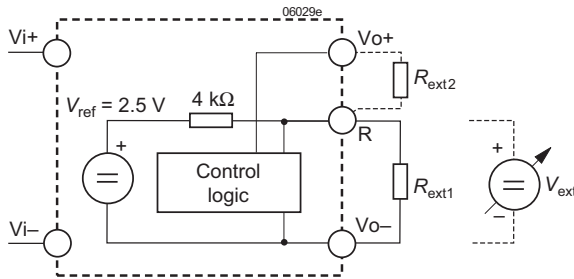 06029e
Vi+
Vo+
Rext2
Vref = 2.5 V
4 kΩ
R
+
+
Control
logic
Rext1
Vext
–
Vi–
Vo–